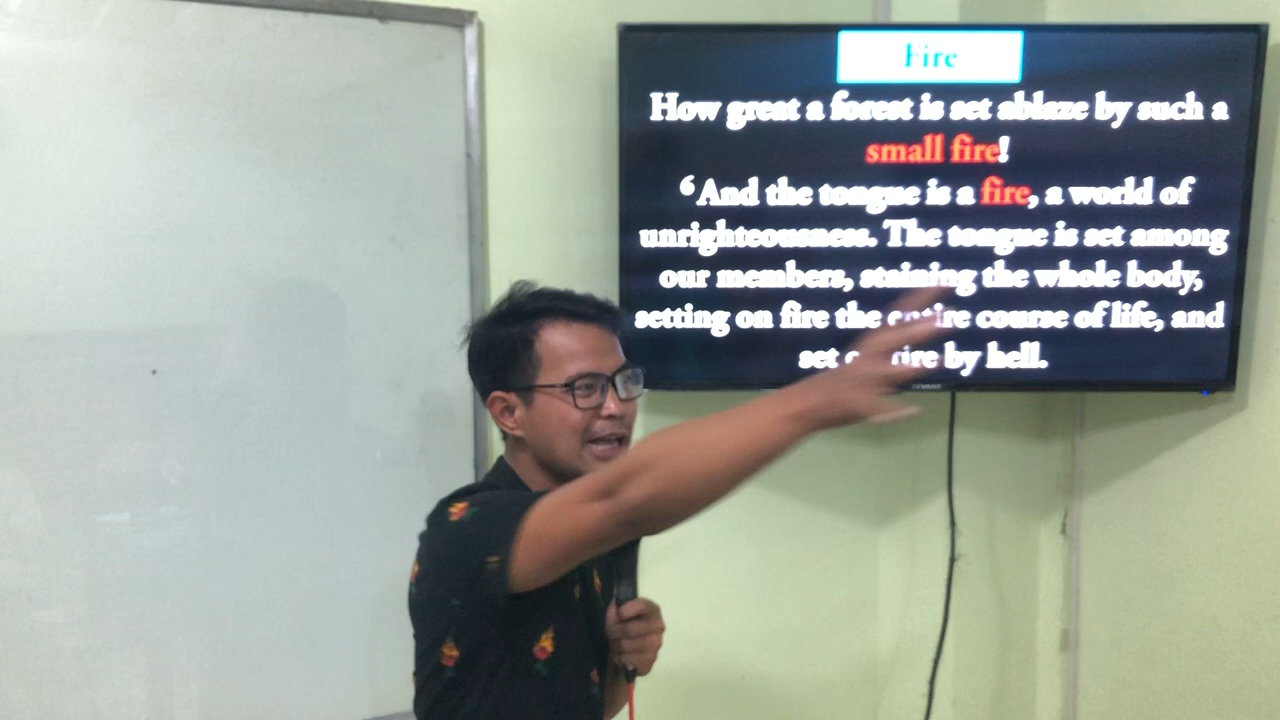 Fire
How great a forest is set ablaze by such a
small fire!
‘And the tongue is a fire, a world of
unrighteousness. The tongue is set among
our members, staining the whole body,
setting on fire the entire course of life, and
set on fire by hell.